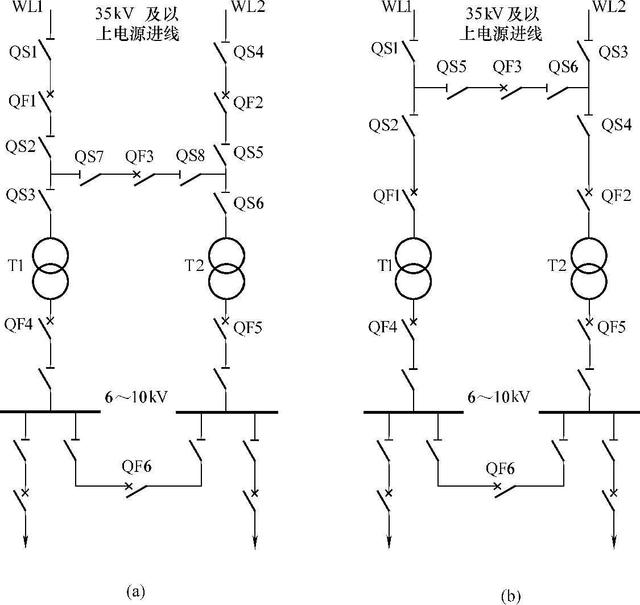 WL1 35kV 及以 WL2
上电源进线
QS1 QS4
QF1 QF2
QS2 QS7 QF3 QS8 QS5
QS3 QS6
T1 T2
QF4 QF5
6～10kV
QF6
(a)
WL1 35kV 及以 WL2
上电源进线
QS1 QS3
QS5 QF3 QS6
QS2 QS4
QF1 QF2
T1 T2
QF4 QF5
6～10kV
QF6
(b)